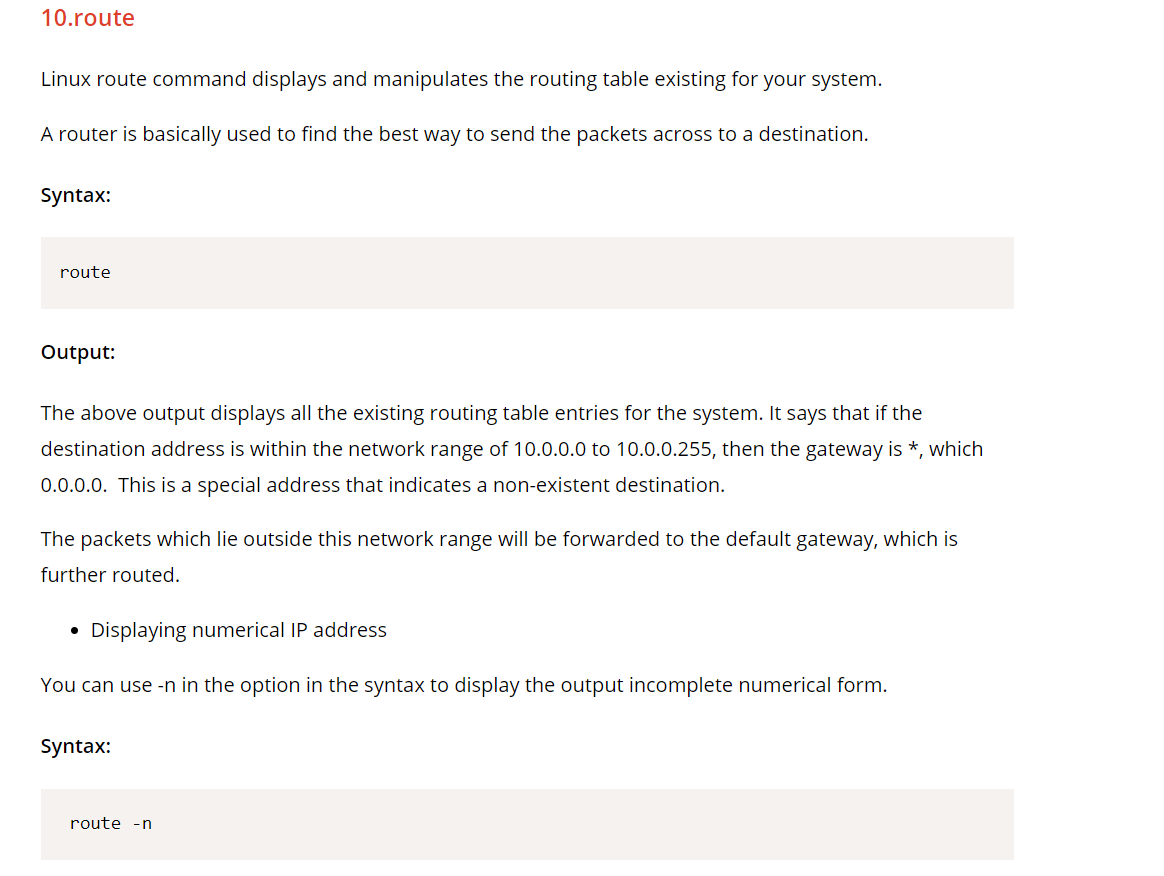 10.route
Linux route command displays and manipulates the routing table existing for your system.
A router is basically used to find the best way to send the packets across to a destination.
Syntax:
route
Output:
The above output displays all the existing routing table entries for the system. It says that if the
destination address is within the network range of 10.0.0.0 to 10.0.0.255, then the gateway is *, which
0.0.0.0.  This is a special address that indicates a non-existent destination.
The packets which lie outside this network range will be forwarded to the default gateway, which is
further routed.
• Displaying numerical IP address
You can use -n in the option in the syntax to display the output incomplete numerical form.
Syntax:
route -n